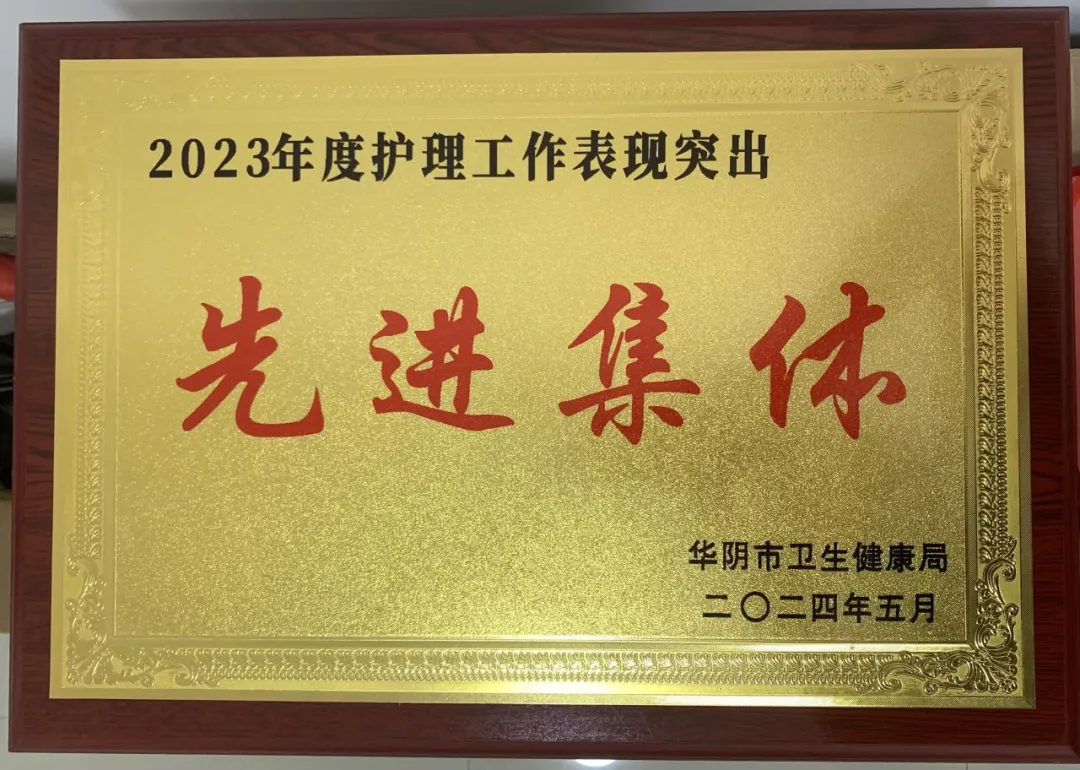 2023年度护理工作表现突出
先进集体
华阴市卫生健康局
二〇二四年五月